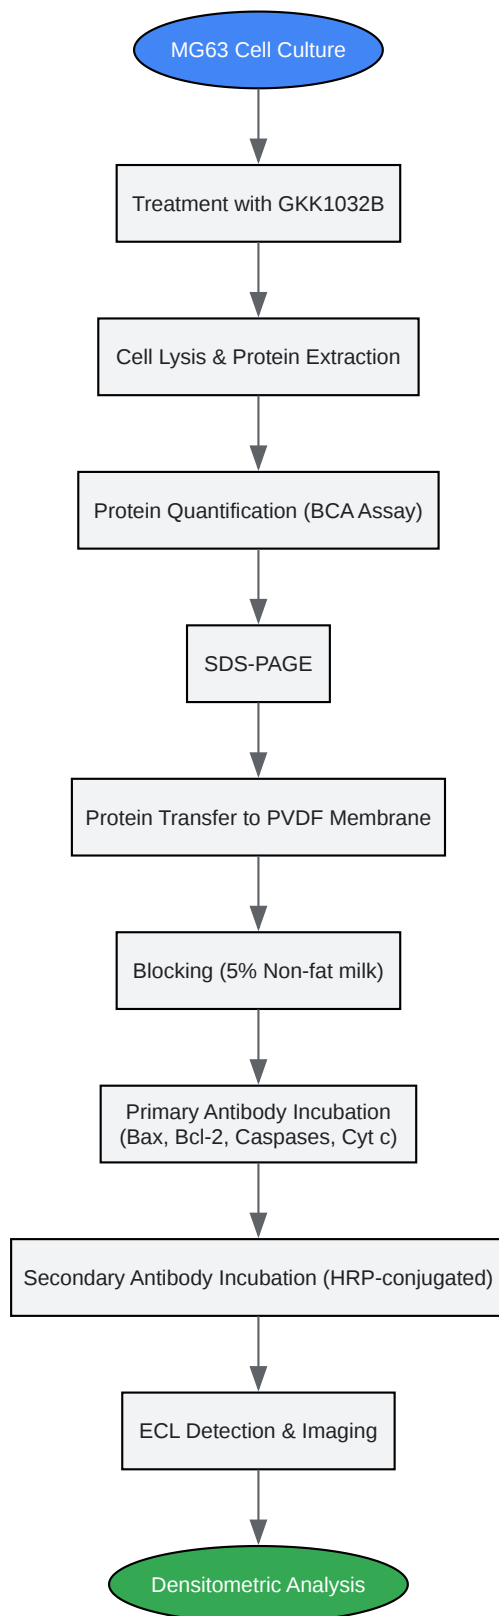 MG63 Cell Culture
Treatment with GKK1032B
Cell Lysis & Protein Extraction
Protein Quantification (BCA Assay)
SDS-PAGE
Protein Transfer to PVDF Membrane
Blocking (5% Non-fat milk)
Primary Antibody Incubation
(Bax, Bcl-2, Caspases, Cyt c)
Secondary Antibody Incubation (HRP-conjugated)
ECL Detection & Imaging
Densitometric Analysis